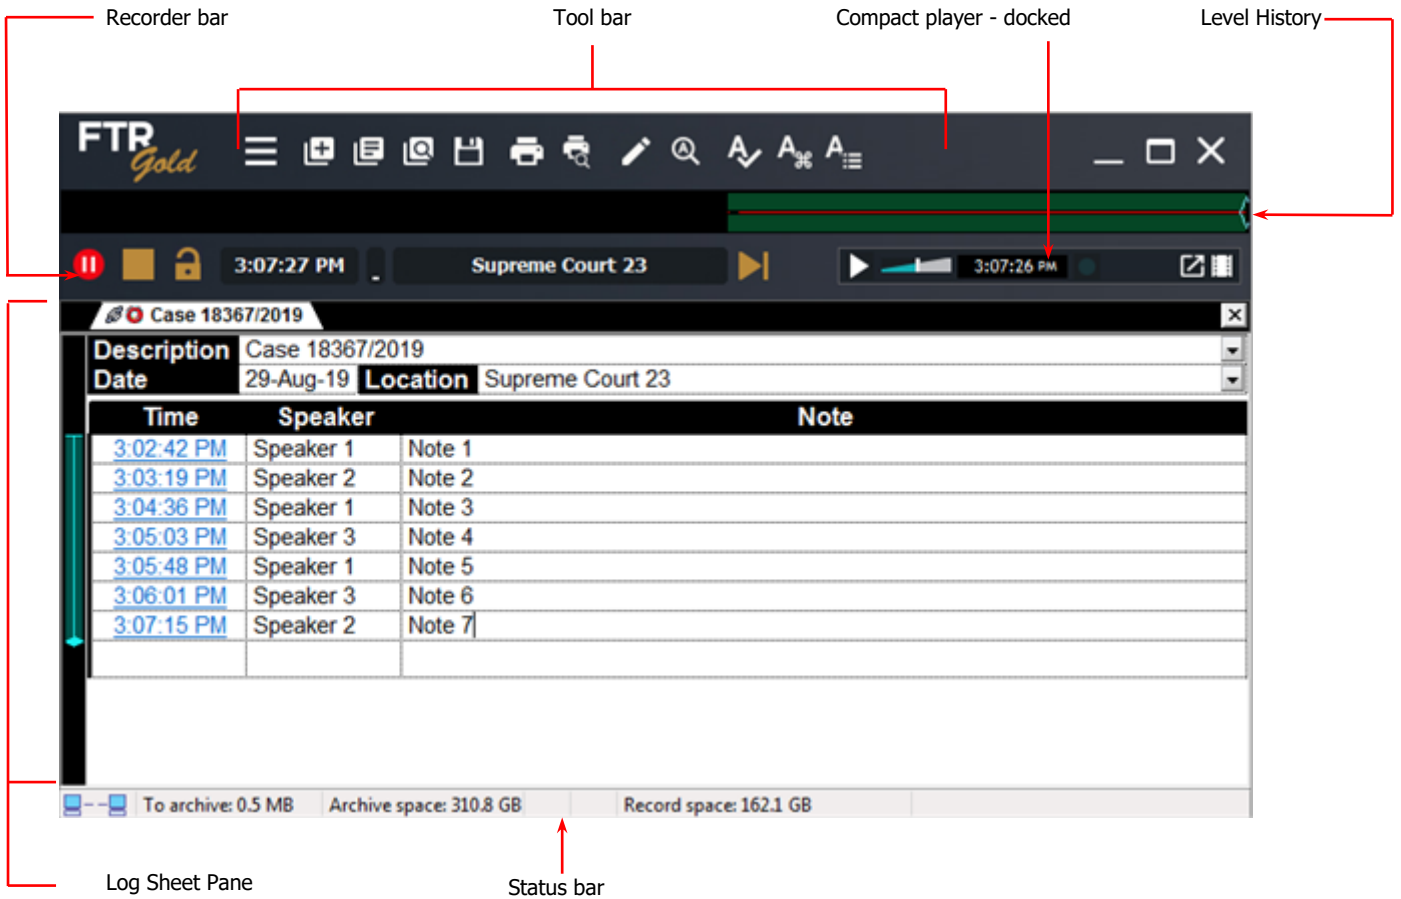 Recorder bar Tool bar Compact player - docked Level History
FTR
Gold
3:07:27 PM - Supreme Court 23 3:07:26 PM
Case 18367/2019
Description Case 18367/2019
Date 29-Aug-19 Location Supreme Court 23
Time Speaker Note
3:02:42 PM Speaker 1 Note 1
3:03:19 PM Speaker 2 Note 2
3:04:36 PM Speaker 1 Note 3
3:05:03 PM Speaker 3 Note 4
3:05:48 PM Speaker 1 Note 5
3:06:01 PM Speaker 3 Note 6
3:07:15 PM Speaker 2 Note 7
To archive: 0.5 MB Archive space: 310.8 GB Record space: 162.1 GB
Log Sheet Pane Status bar